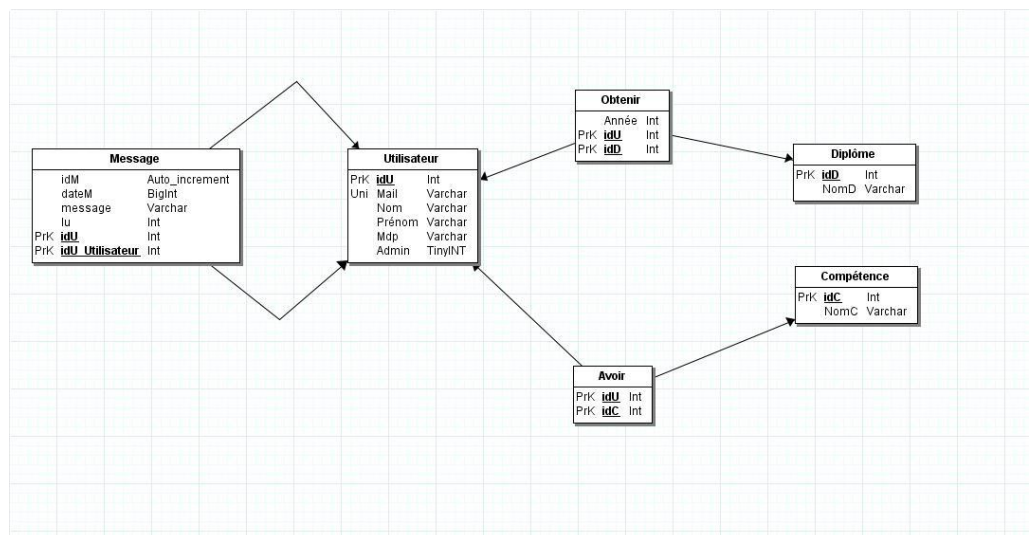 Message
idM Auto_increment
dateM BigInt
message Varchar
lu Int
PrK idU Int
PrK idU_Utilisateur Int
Utilisateur
PrK idU Int
Uni Mail Varchar
Nom Varchar
Prénom Varchar
Mdp Varchar
Admin TinyINT
Obtenir
Année Int
PrK idU Int
PrK idD Int
Diplôme
PrK idD Int
NomD Varchar
Compétence
PrK idC Int
NomC Varchar
Avoir
PrK idU Int
PrK idC Int